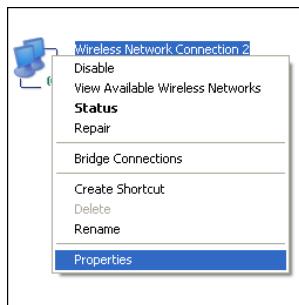 Wireless Network Connection 2
Disable
View Available Wireless Networks
Status
Repair
Bridge Connections
Create Shortcut
Delete
Rename
Properties